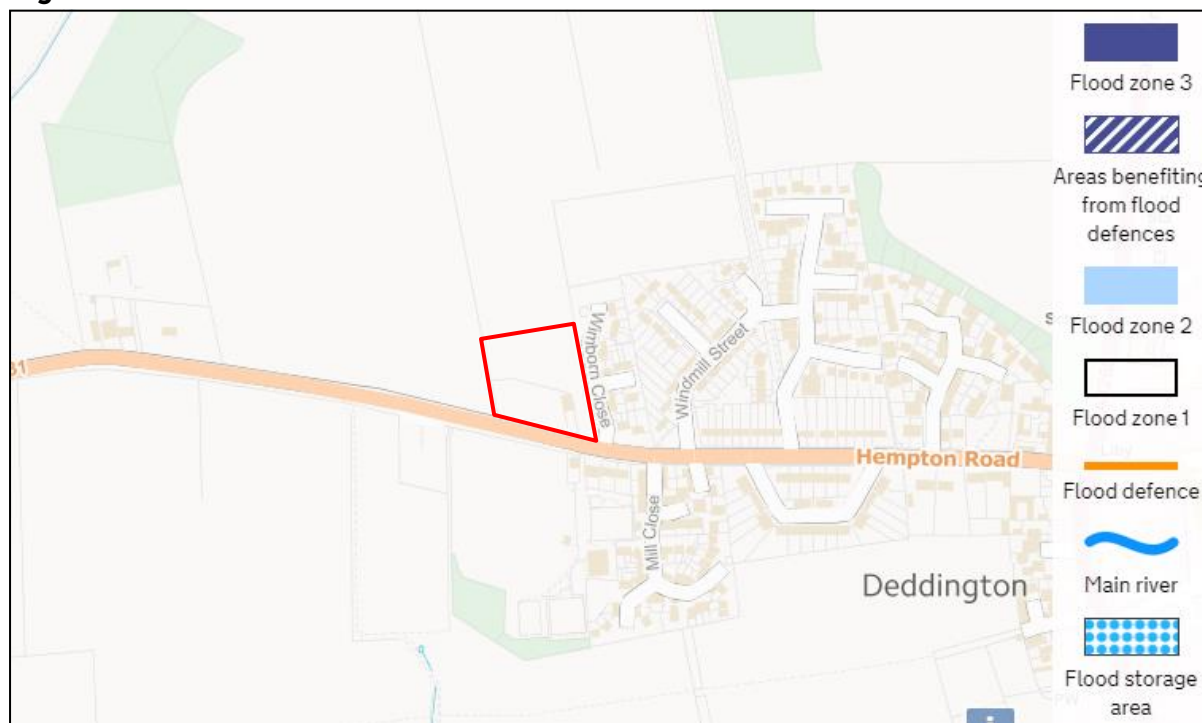 Flood zone 3
Areas benefiting
from flood
defences
Flood zone 2
Flood zone 1
Flood defence
Main river
Flood storage
area
Wimborn Close
Windmill Street
Hempton Road
Mill Close
Deddington